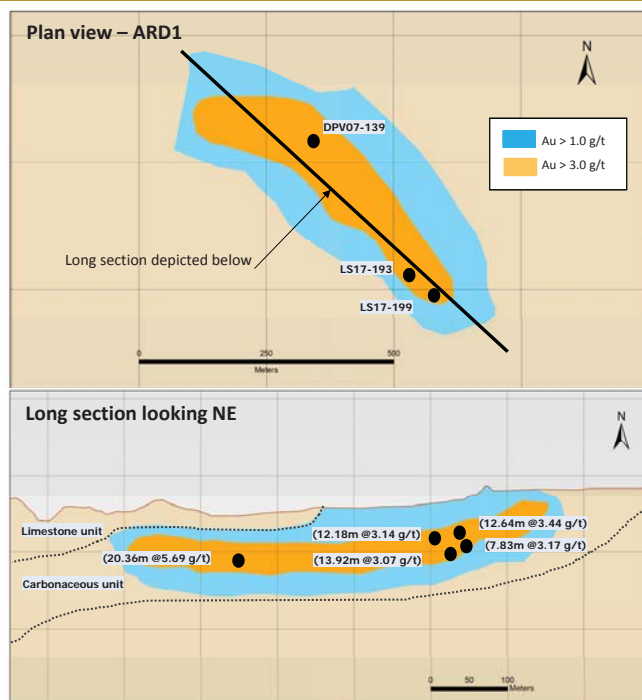 Plan view – ARD1
N
DPV07-139
Au > 1.0 g/t
Au > 3.0 g/t
Long section depicted below
LS17-193
LS17-199
0 250 500
Meters
Long section looking NE
N
Limestone unit
(12.18m @3.14 g/t)
(12.64m @3.44 g/t)
(20.36m @5.69 g/t)
(13.92m @3.07 g/t)
(7.83m @3.17 g/t)
Carbonaceous unit
0 50 100
Meters